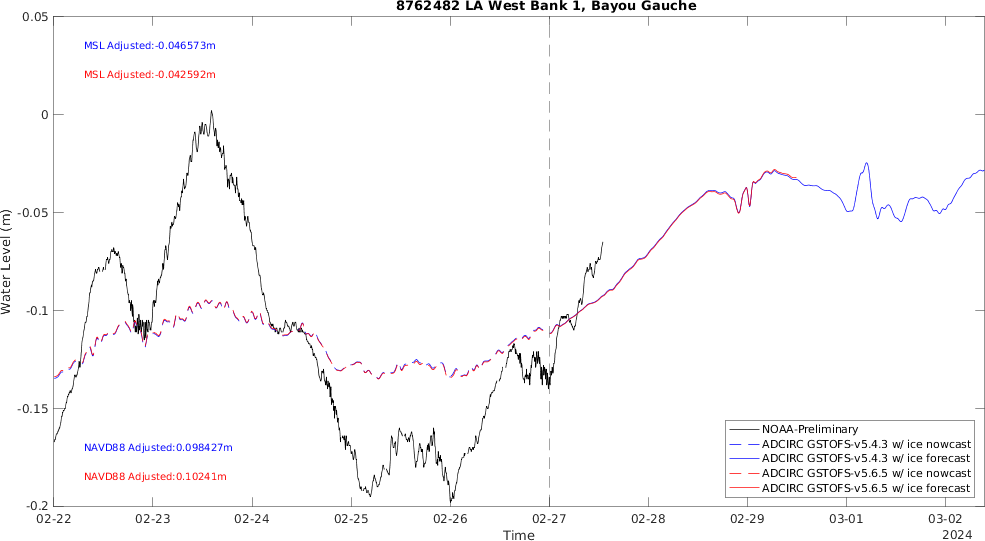 8762482 LA West Bank 1, Bayou Gauche
0.05
MSL Adjusted:-0.046573m
MSL Adjusted:-0.042592m
0
-0.05
Water Level (m)
-0.1
-0.15
NAVD88 Adjusted:0.098427m
NAVD88 Adjusted:0.10241m
-0.2
NOAA-Preliminary
ADCIRC GSTOFS-v5.4.3 w/ ice nowcast
ADCIRC GSTOFS-v5.4.3 w/ ice forecast
ADCIRC GSTOFS-v5.6.5 w/ ice nowcast
ADCIRC GSTOFS-v5.6.5 w/ ice forecast
02-22 02-23 02-24 02-25 02-26 02-27 02-28 02-29 03-01 03-02
Time
2024